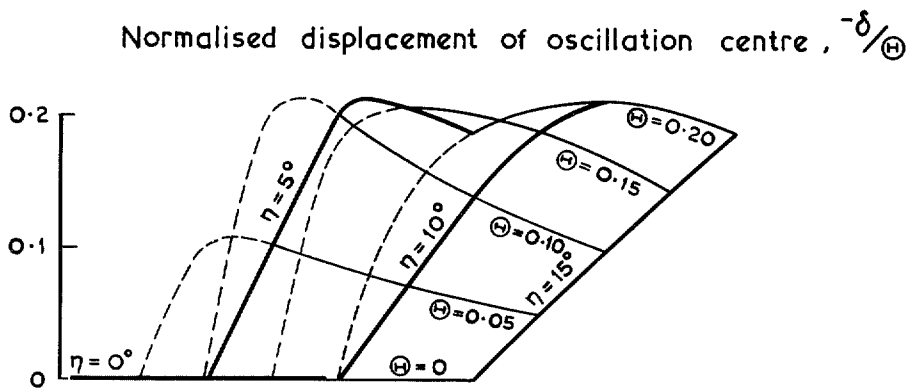 Normalised displacement of oscillation centre, -δ/Θ
0·2
0·1
0
η=0°
η=5°
η=10°
η=15°
Θ=0·20
Θ=0·15
Θ=0·10
Θ=0·05
Θ=0